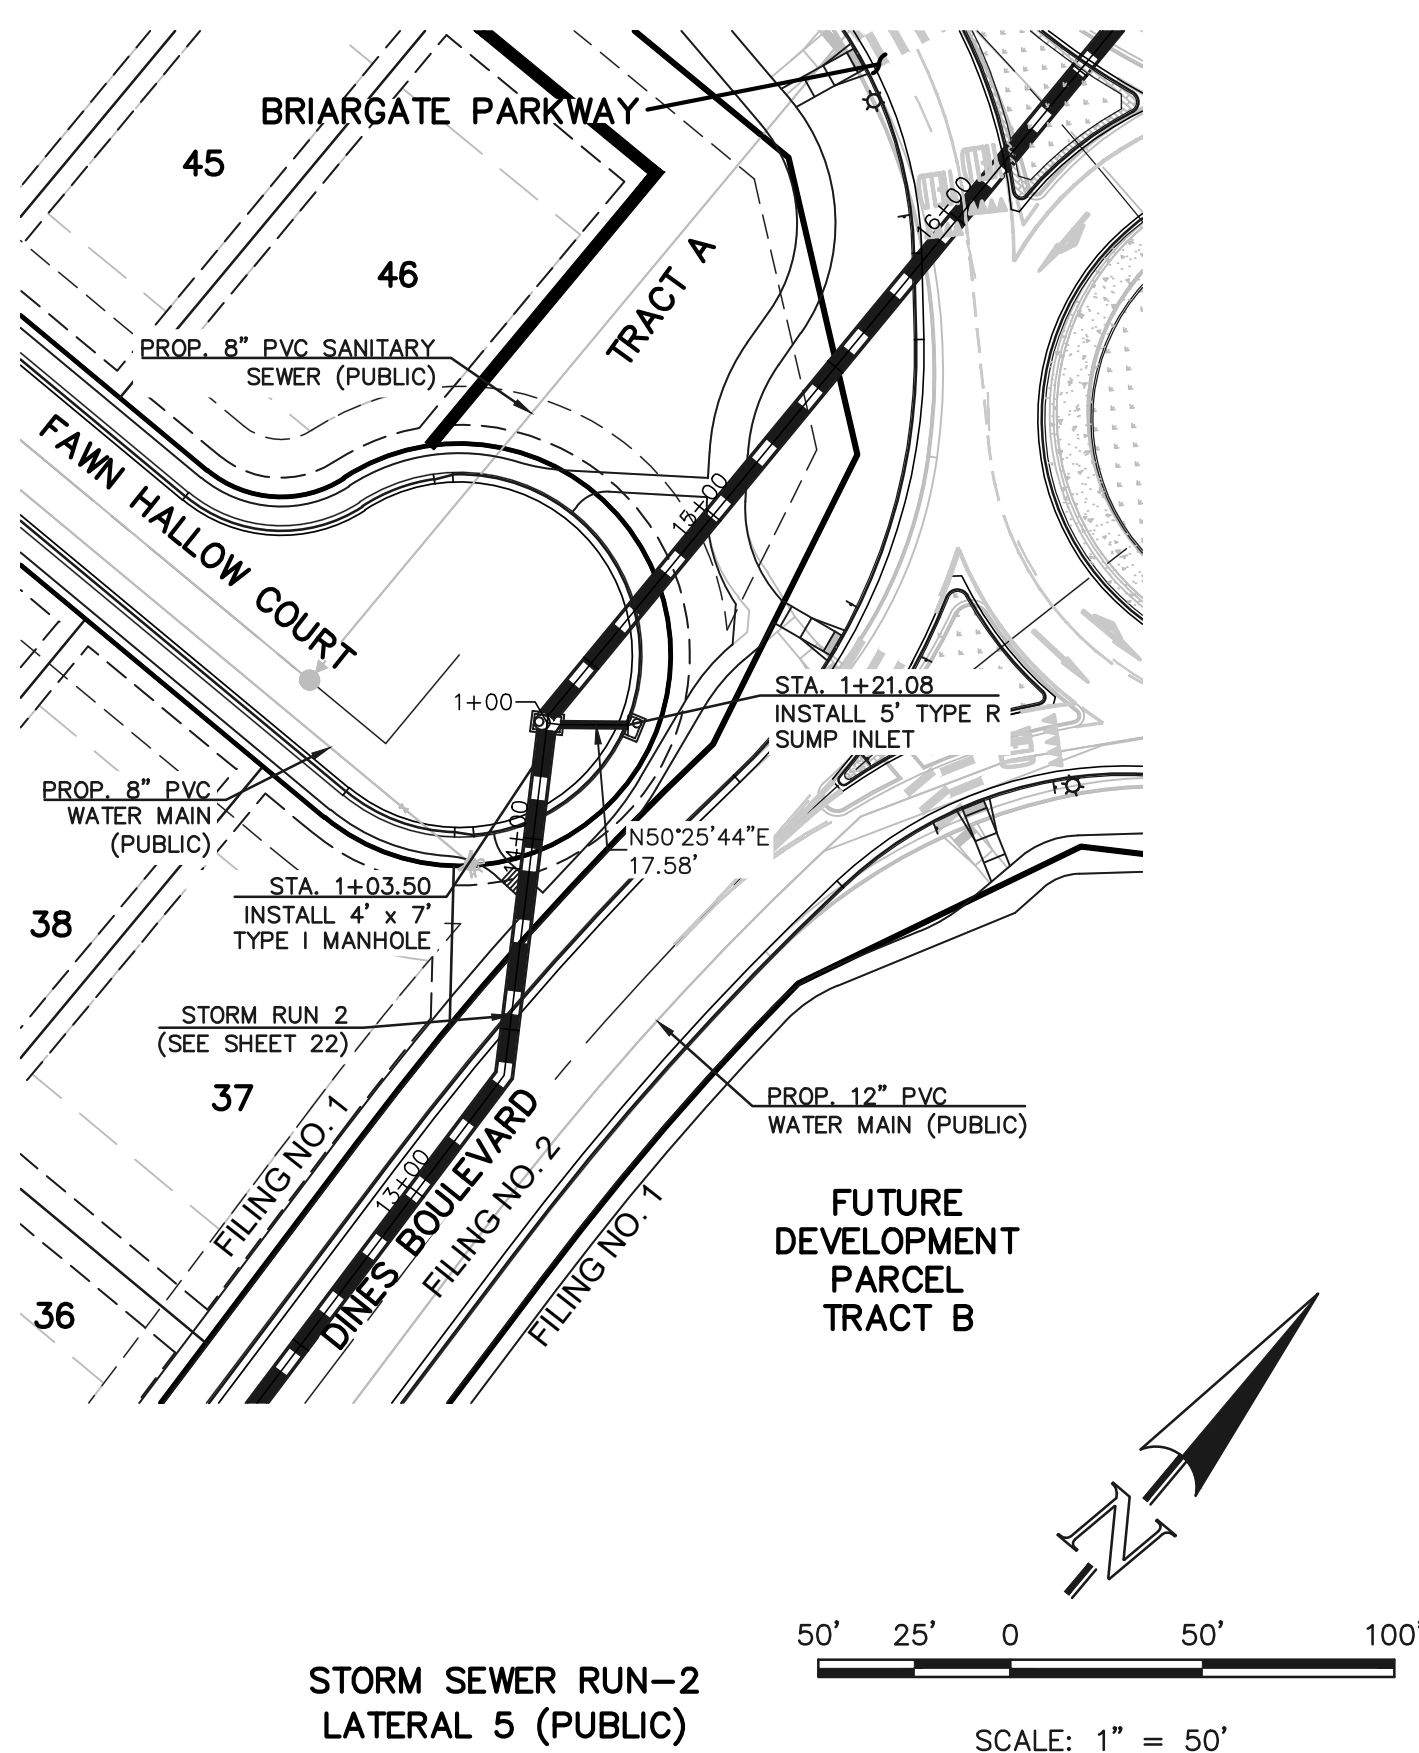 BRIARGATE PARKWAY
45
46
16+00
TRACT A
PROP. 8” PVC SANITARY
SEWER (PUBLIC)
FAWN HALLOW COURT
15+00
1+00
STA. 1+21.08
INSTALL 5’ TYPE R
SUMP INLET
PROP. 8” PVC
WATER MAIN
(PUBLIC)
14+00
N50°25’44”E
17.58’
STA. 1+03.50
INSTALL 4’ x 7’
TYPE I MANHOLE
38
STORM RUN 2
(SEE SHEET 22)
37
PROP. 12” PVC
WATER MAIN (PUBLIC)
FILING NO. 1
13+00
DINES BOULEVARD
FILING NO. 2
FILING NO. 1
FUTURE
DEVELOPMENT
PARCEL
TRACT B
36
N
50’ 25’ 0 50’ 100’
STORM SEWER RUN-2
LATERAL 5 (PUBLIC)
SCALE: 1” = 50’